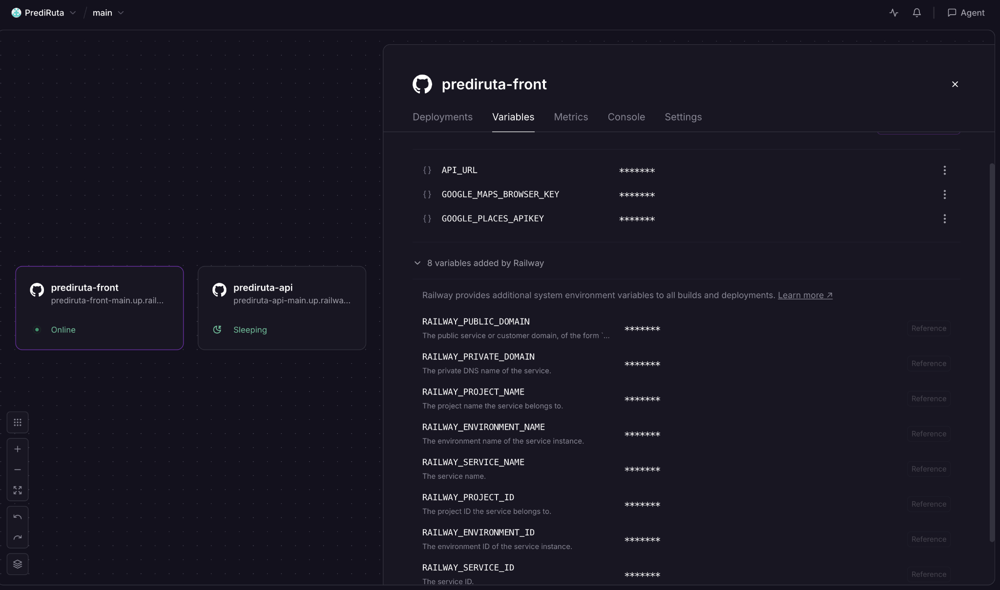 PrediRuta / main
Agent
prediruta-front
Deployments Variables Metrics Console Settings
{} API_URL *******
{} GOOGLE_MAPS_BROWSER_KEY *******
{} GOOGLE_PLACES_APIKEY *******
8 variables added by Railway
Railway provides additional system environment variables to all builds and deployments. Learn more ↗
RAILWAY_PUBLIC_DOMAIN ******* Reference
The public service or customer domain, of the form `...
RAILWAY_PRIVATE_DOMAIN ******* Reference
The private DNS name of the service.
RAILWAY_PROJECT_NAME ******* Reference
The project name the service belongs to.
RAILWAY_ENVIRONMENT_NAME ******* Reference
The environment name of the service instance.
RAILWAY_SERVICE_NAME ******* Reference
The service name.
RAILWAY_PROJECT_ID ******* Reference
The project ID the service belongs to.
RAILWAY_ENVIRONMENT_ID ******* Reference
The environment ID of the service instance.
RAILWAY_SERVICE_ID ******* Reference
The service ID.
prediruta-front
prediruta-front-main.up.rail...
Online
prediruta-api
prediruta-api-main.up.railwa...
Sleeping